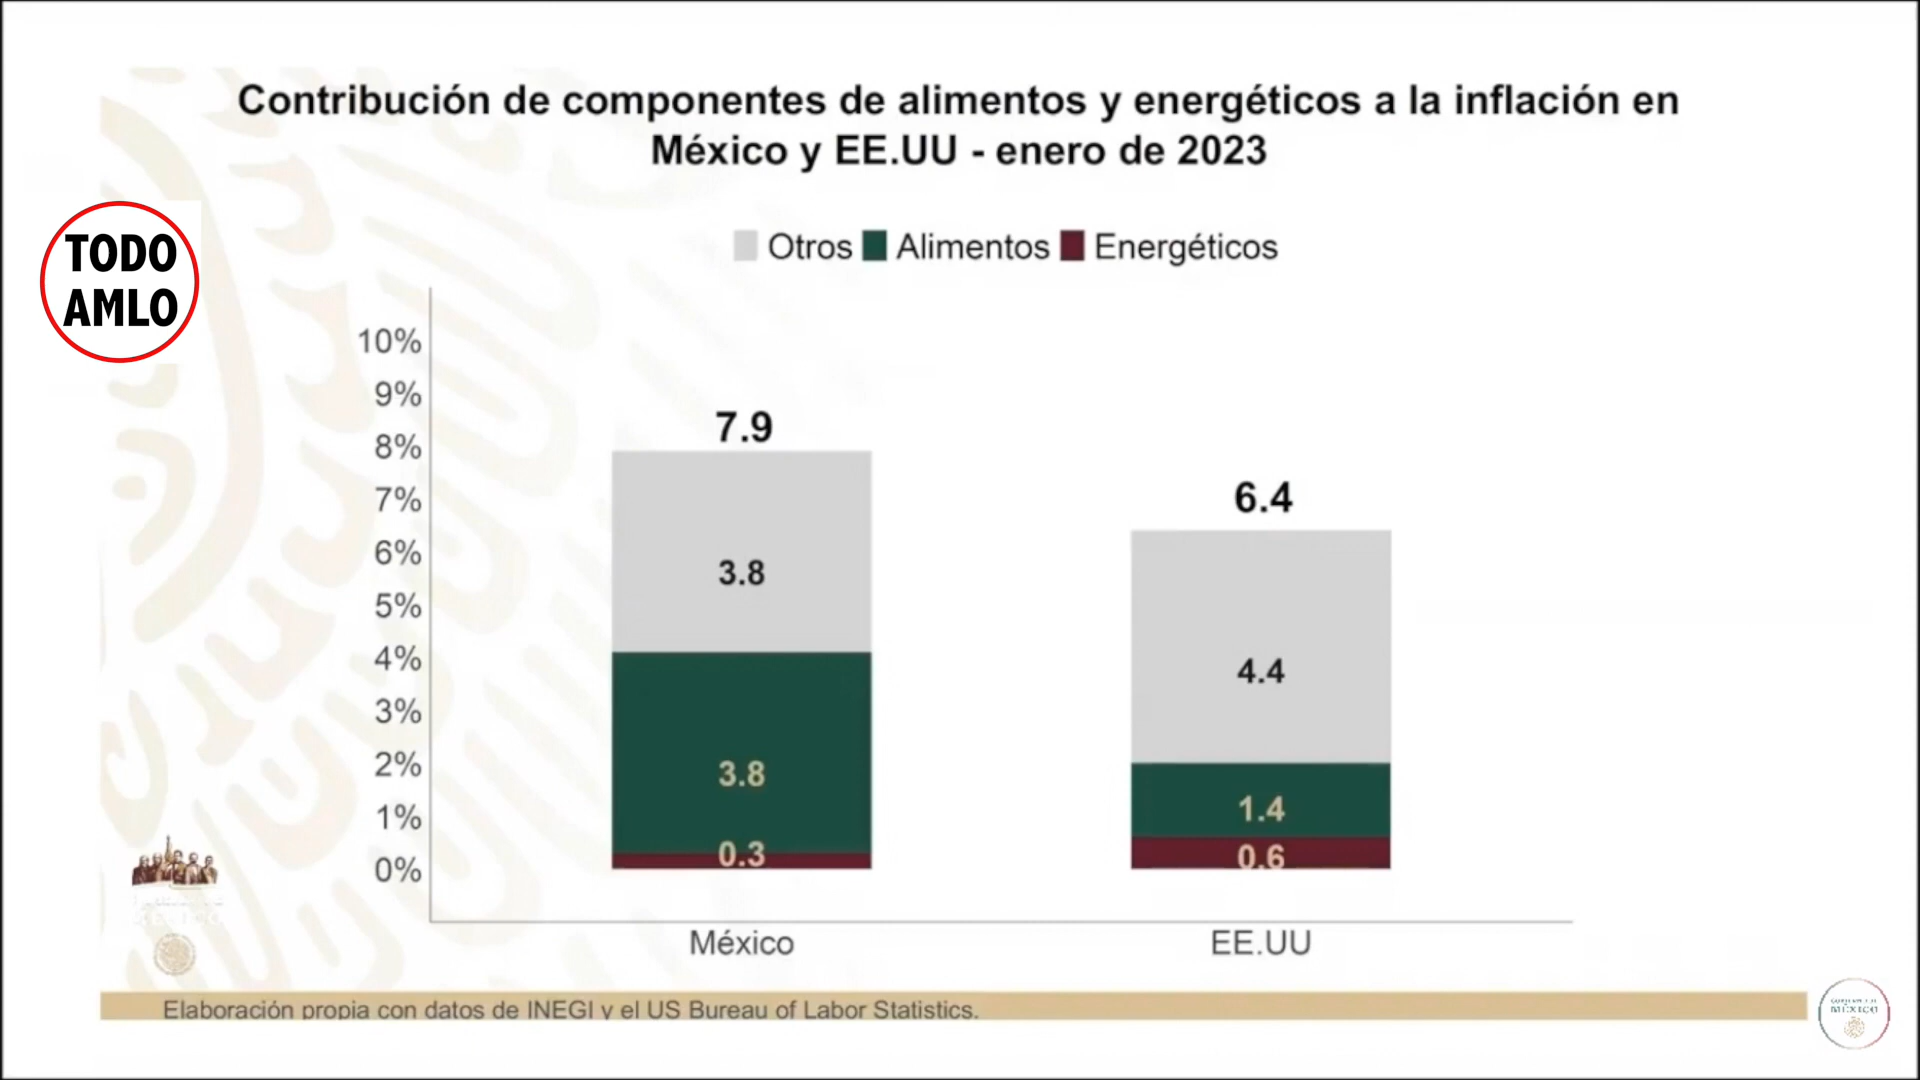 Contribución de componentes de alimentos y energéticos a la inflación en
México y EE.UU - enero de 2023
TODO
AMLO
Otros Alimentos Energéticos
10%
9%
8%
7%
6%
5%
4%
3%
2%
1%
0%
7.9
3.8
3.8
0.3
6.4
4.4
1.4
0.6
México
EE.UU
Elaboración propia con datos de INEGI y el US Bureau of Labor Statistics.
MÉXICO